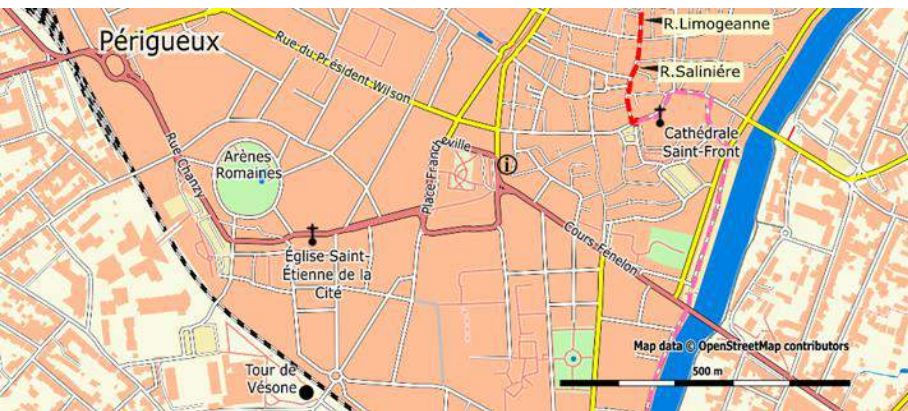 Périgueux
R.Limogeanne
Rue du Président Wilson
R.Saliniére
Cathédrale
Saint-Front
Arènes
Romaines
Rue Chanzy
Place Francheville
i
Cours Fénelon
Église Saint-
Étienne de la
Cité
Map data © OpenStreetMap contributors
500 m
Tour de
Vésone